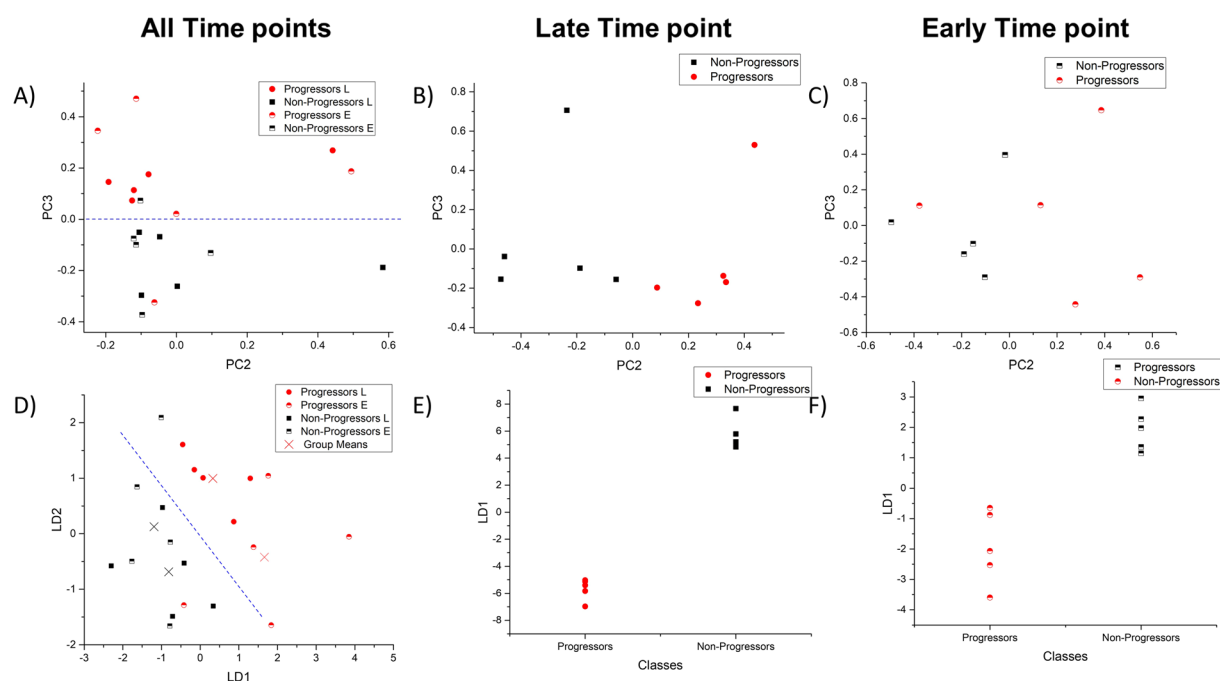 All Time points
Late Time point
Early Time point
A)
Progressors L
Non-Progressors L
Progressors E
Non-Progressors E
0.4
0.2
0.0
-0.2
-0.4
PC3
-0.2
0.0
0.2
0.4
0.6
PC2
B)
Non-Progressors
Progressors
0.8
0.6
0.4
0.2
0.0
-0.2
-0.4
PC3
-0.4
-0.2
0.0
0.2
0.4
PC2
C)
Non-Progressors
Progressors
0.8
0.6
0.4
0.2
0.0
-0.2
-0.4
-0.6
PC3
-0.6
-0.4
-0.2
0.0
0.2
0.4
0.6
PC2
D)
Progressors L
Progressors E
Non-Progressors L
Non-Progressors E
Group Means
2
1
0
-1
-2
LD2
-3
-2
-1
0
1
2
3
4
5
LD1
E)
Progressors
Non-Progressors
8
6
4
2
0
-2
-4
-6
-8
LD1
Progressors
Non-Progressors
Classes
F)
Progressors
Non-Progressors
3
2
1
0
-1
-2
-3
-4
LD1
Progressors
Non-Progressors
Classes